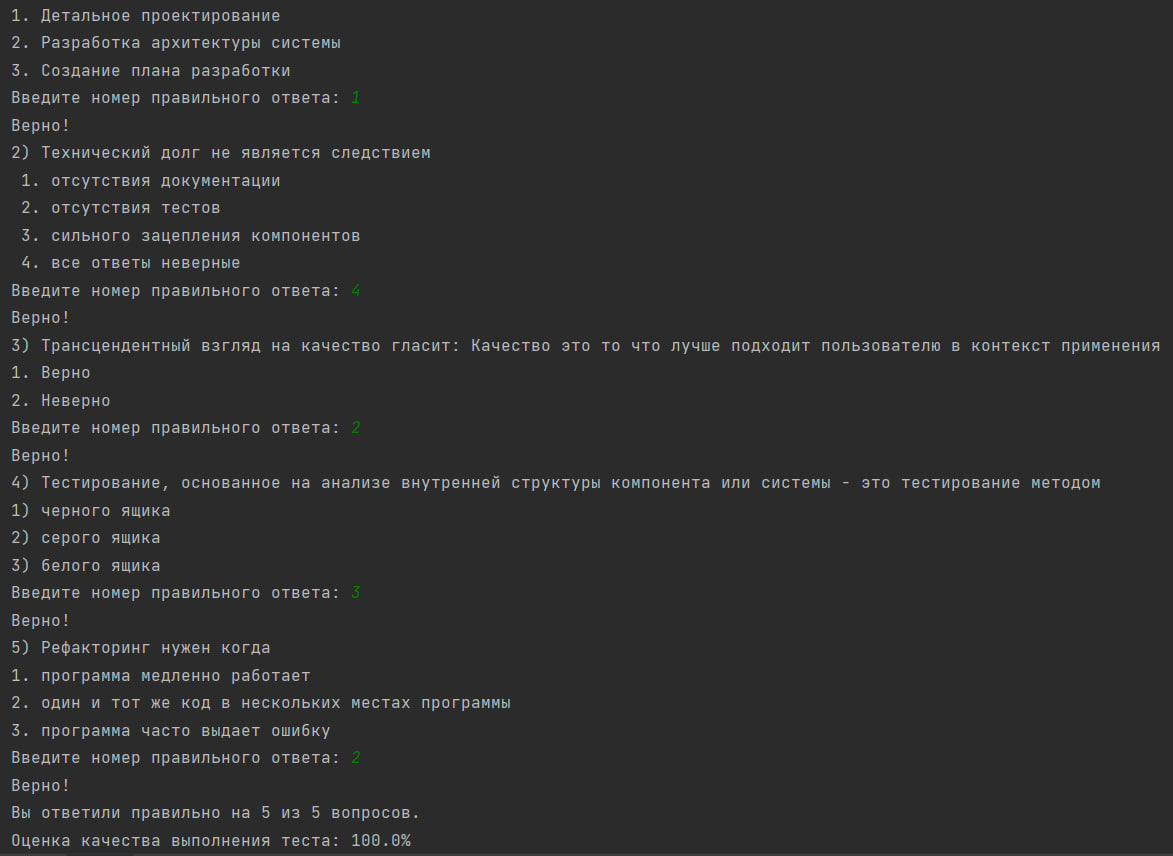 1. Детальное проектирование
2. Разработка архитектуры системы
3. Создание плана разработки
Введите номер правильного ответа: 1
Верно!
2) Технический долг не является следствием
1. отсутствия документации
2. отсутствия тестов
3. сильного зацепления компонентов
4. все ответы неверные
Введите номер правильного ответа: 4
Верно!
3) Трансцендентный взгляд на качество гласит: Качество это то что лучше подходит пользователю в контекст применения
1. Верно
2. Неверно
Введите номер правильного ответа: 2
Верно!
4) Тестирование, основанное на анализе внутренней структуры компонента или системы - это тестирование методом
1) черного ящика
2) серого ящика
3) белого ящика
Введите номер правильного ответа: 3
Верно!
5) Рефакторинг нужен когда
1. программа медленно работает
2. один и тот же код в нескольких местах программы
3. программа часто выдает ошибку
Введите номер правильного ответа: 2
Верно!
Вы ответили правильно на 5 из 5 вопросов.
Оценка качества выполнения теста: 100.0%